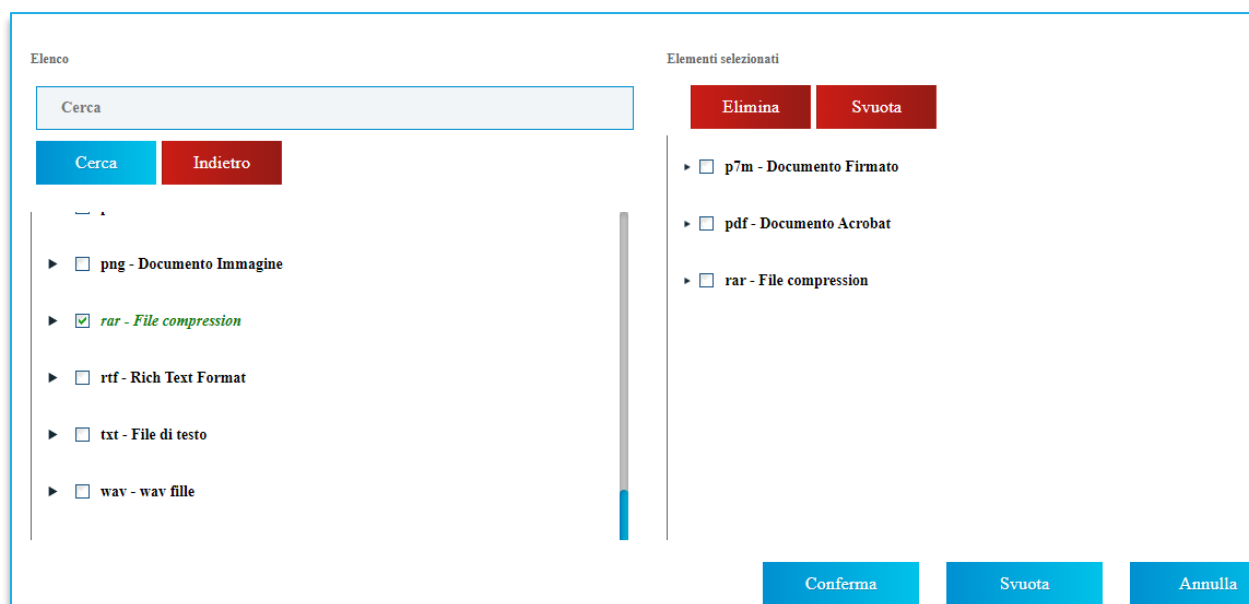 Elenco
Cerca
Cerca
Indietro
png - Documento Immagine
rar - File compression
rtf - Rich Text Format
txt - File di testo
wav - wav fille
Elementi selezionati
Elimina
Svuota
p7m - Documento Firmato
pdf - Documento Acrobat
rar - File compression
Conferma
Svuota
Annulla